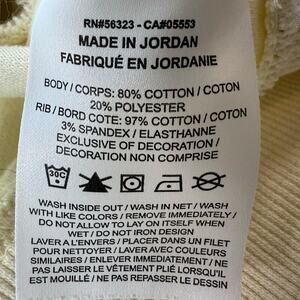 RN#56323 - CA#05553
MADE IN JORDAN
FABRIQUÉ EN JORDANIE
BODY / CORPS: 80% COTTON / COTON
20% POLYESTER
RIB / BORD COTE: 97% COTTON / COTON
3% SPANDEX / ELASTHANNE
EXCLUSIVE OF DECORATION /
DECORATION NON COMPRISE
30C
WASH INSIDE OUT / WASH IN NET / WASH
WITH LIKE COLORS / REMOVE IMMEDIATELY /
DO NOT ALLOW TO LAY ON ITSELF WHEN
WET / DO NOT IRON DESIGN
LAVER A L'ENVERS / PLACER DANS UN FILET
POUR NETTOYER / LAVER AVEC COULEURS
SIMILAIRES / ENLEVER IMMÉDIATEMENT / NE
PAS LAISSER LE VÊTEMENT PLIÉ LORSQU'IL
EST MOUILLÉ / NE PAS REPASSER LE DESSIN